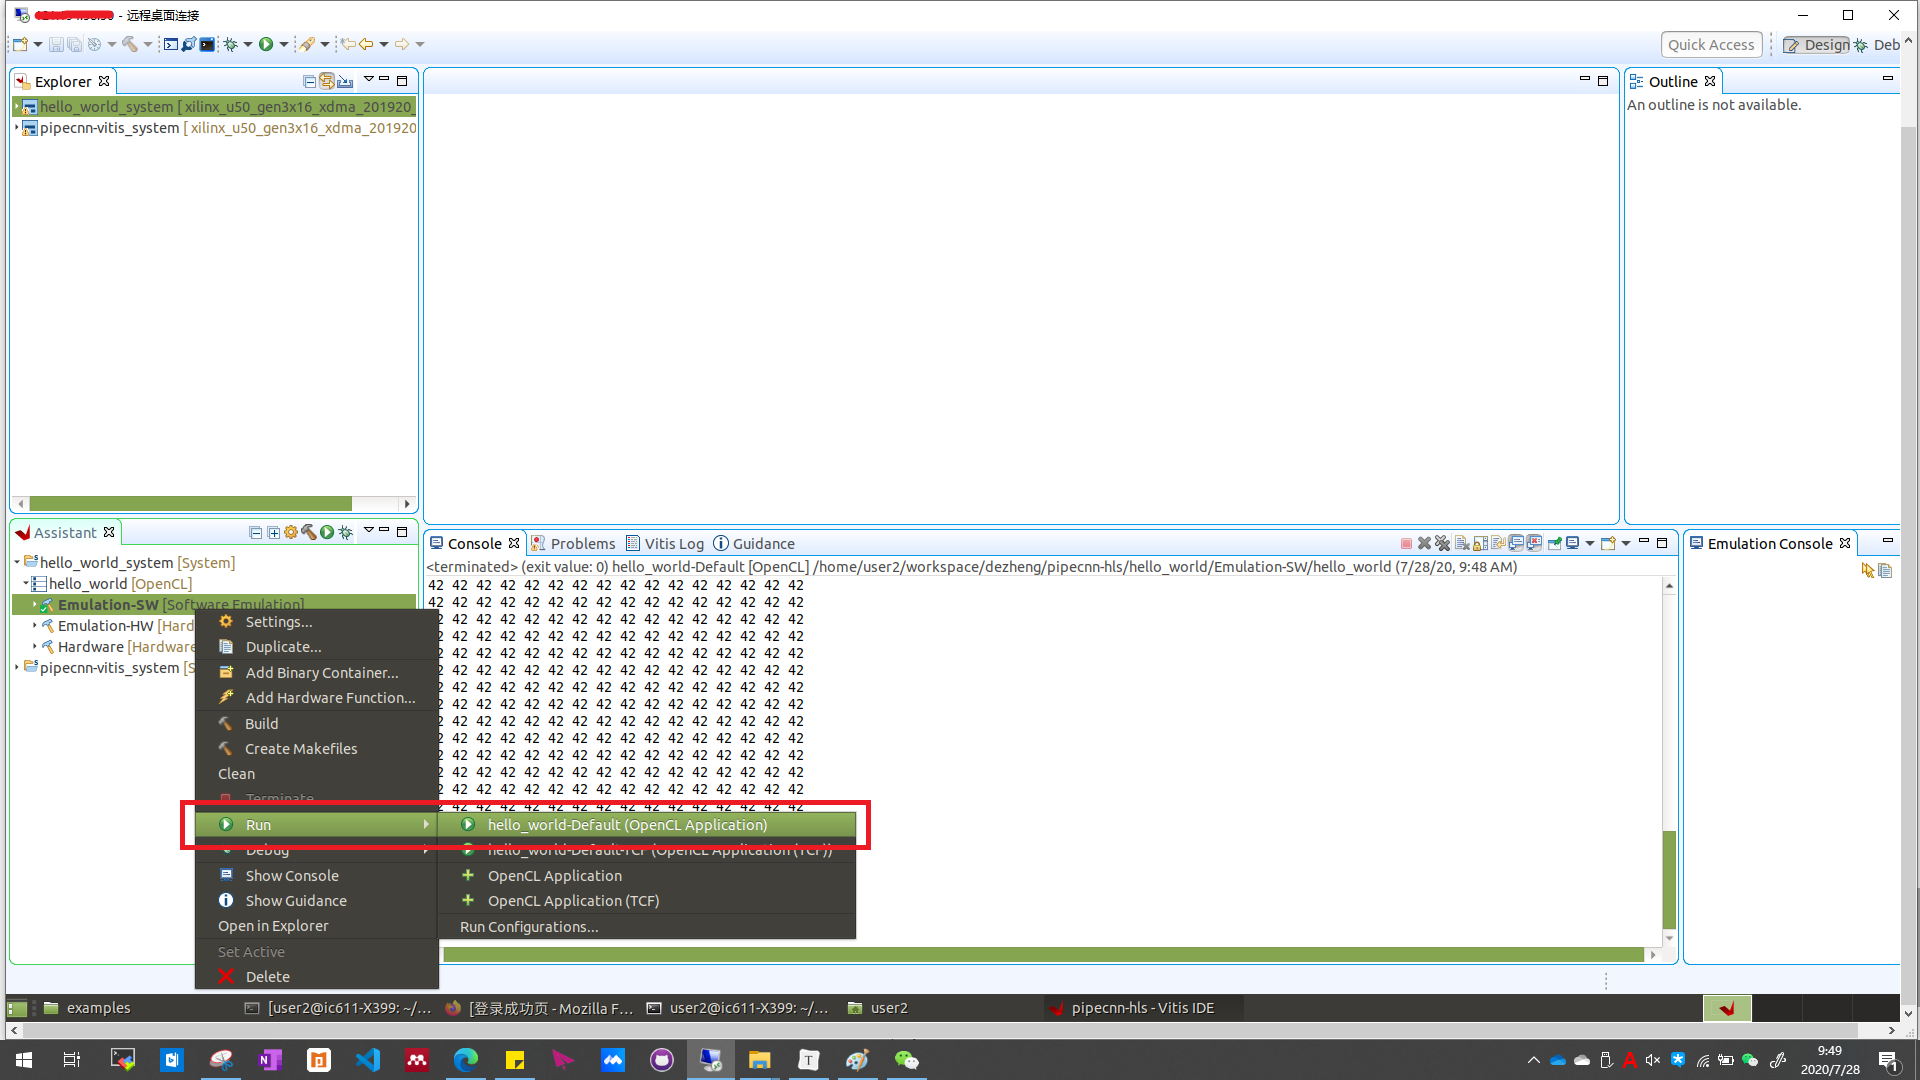 - 远程桌面连接
Quick Access
Design
Deb
Explorer
hello_world_system [ xilinx_u50_gen3x16_xdma_201920_
pipecnn-vitis_system [ xilinx_u50_gen3x16_xdma_201920
Outline
An outline is not available.
Assistant
hello_world_system [System]
hello_world [OpenCL]
Emulation-SW [Software Emulation]
Emulation-HW [Hard
Hardware [Hardware
pipecnn-vitis_system [S
Settings...
Duplicate...
Add Binary Container...
Add Hardware Function...
Build
Create Makefiles
Clean
Terminate
Run
Debug
Show Console
Show Guidance
Open in Explorer
Set Active
Delete
hello_world-Default (OpenCL Application)
hello_world-Default-TCF (OpenCL Application (TCF))
OpenCL Application
OpenCL Application (TCF)
Run Configurations...
Console
Problems
Vitis Log
Guidance
<terminated> (exit value: 0) hello_world-Default [OpenCL] /home/user2/workspace/dezheng/pipecnn-hls/hello_world/Emulation-SW/hello_world (7/28/20, 9:48 AM)
42 42 42 42 42 42 42 42 42 42 42 42 42 42 42 42
42 42 42 42 42 42 42 42 42 42 42 42 42 42 42 42
2 42 42 42 42 42 42 42 42 42 42 42 42 42 42 42
2 42 42 42 42 42 42 42 42 42 42 42 42 42 42 42
2 42 42 42 42 42 42 42 42 42 42 42 42 42 42 42
2 42 42 42 42 42 42 42 42 42 42 42 42 42 42 42
2 42 42 42 42 42 42 42 42 42 42 42 42 42 42 42
2 42 42 42 42 42 42 42 42 42 42 42 42 42 42 42
2 42 42 42 42 42 42 42 42 42 42 42 42 42 42 42
2 42 42 42 42 42 42 42 42 42 42 42 42 42 42 42
2 42 42 42 42 42 42 42 42 42 42 42 42 42 42 42
2 42 42 42 42 42 42 42 42 42 42 42 42 42 42 42
2 42 42 42 42 42 42 42 42 42 42 42 42 42 42 42
2 42 42 42 42 42 42 42 42 42 42 42 42 42 42 42
Emulation Console
examples
[user2@ic611-X399: ~/...
[登录成功页 - Mozilla F...
user2@ic611-X399: ~/...
user2
pipecnn-hls - Vitis IDE
9:49
2020/7/28
1